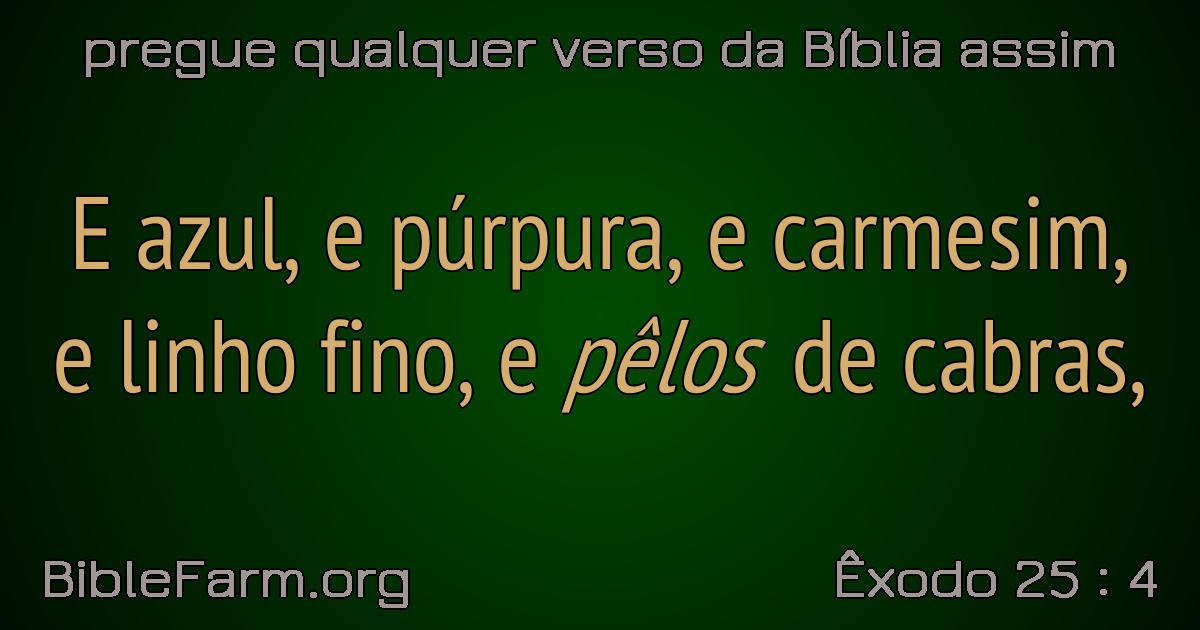 pregue qualquer verso da Bíblia assim
E azul, e púrpura, e carmesim,
e linho fino, e pêlos de cabras,
BibleFarm.org
Êxodo 25 : 4